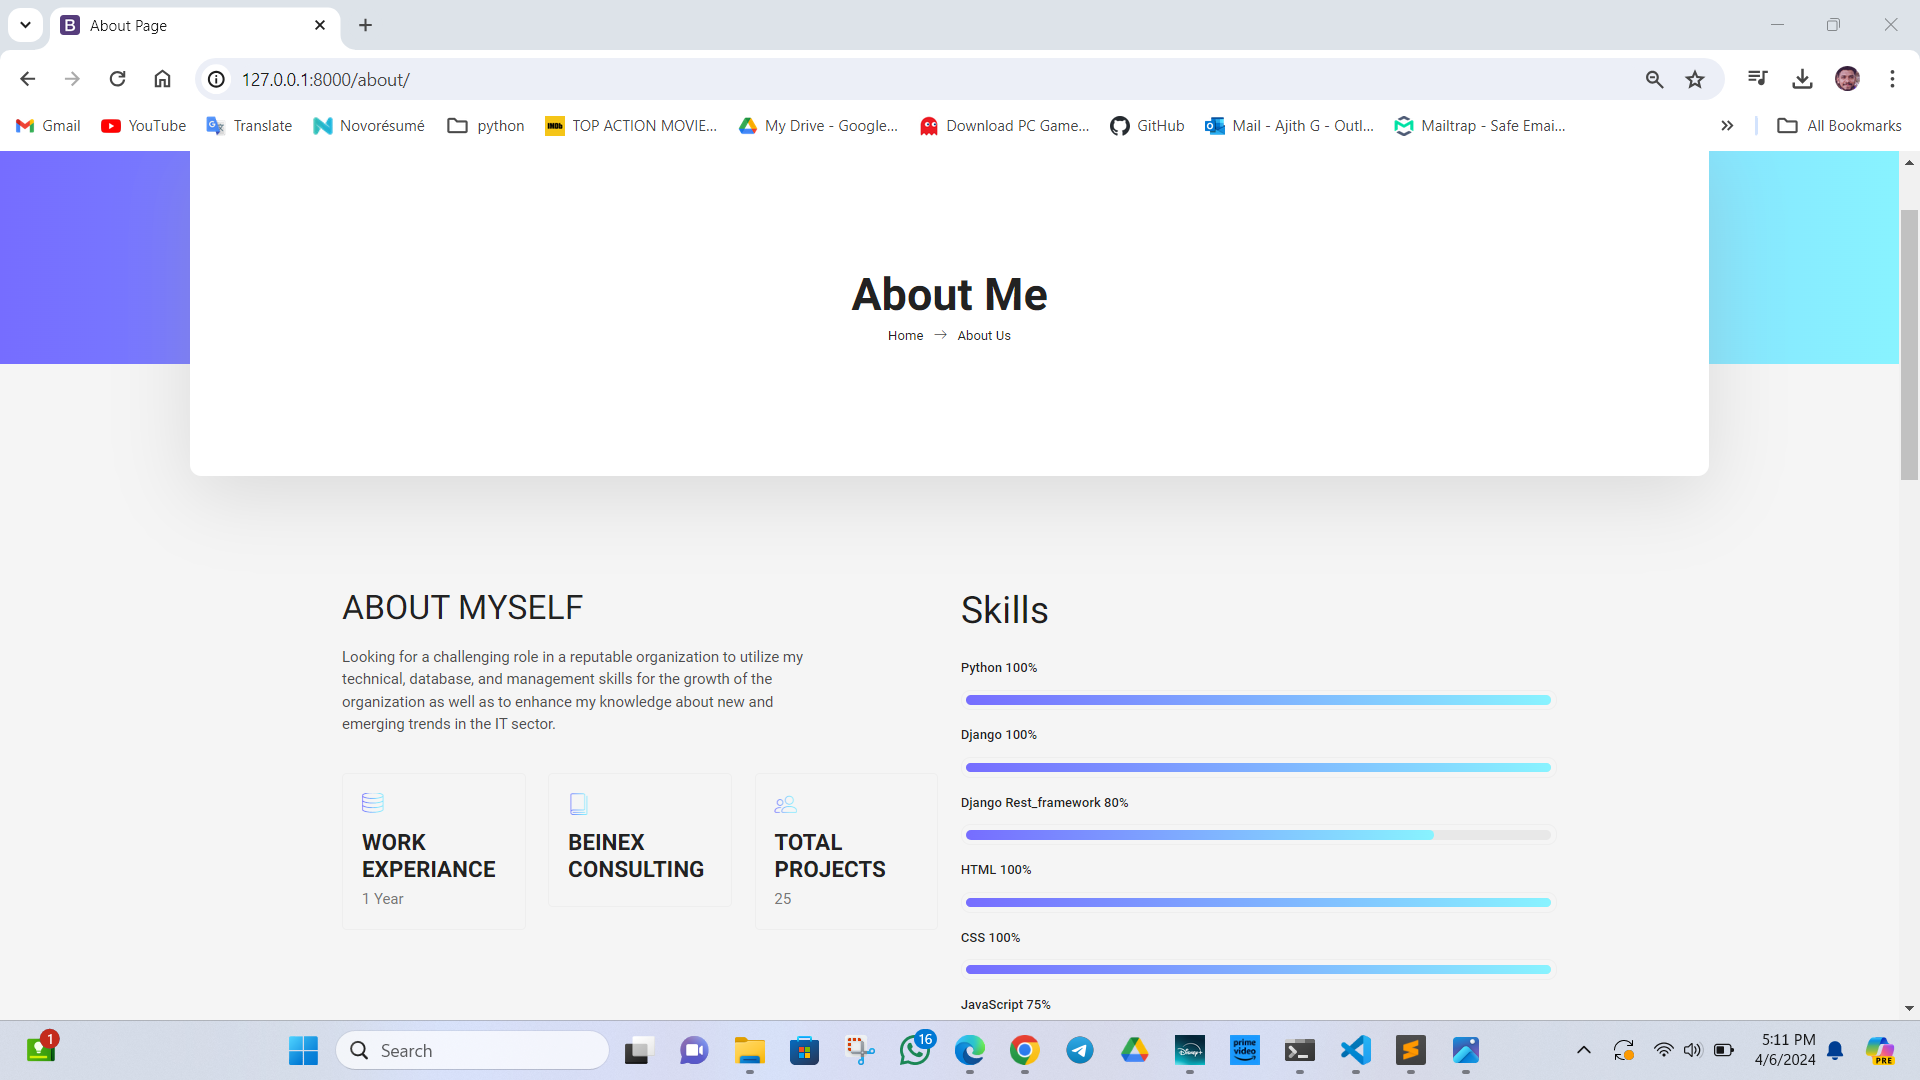 B About Page
127.0.0.1:8000/about/
Gmail YouTube Translate Novorésumé python IMDb TOP ACTION MOVIE... My Drive - Google... Download PC Game... GitHub Mail - Ajith G - Outl... Mailtrap - Safe Emai... All Bookmarks
About Me
Home → About Us
ABOUT MYSELF
Looking for a challenging role in a reputable organization to utilize my
technical, database, and management skills for the growth of the
organization as well as to enhance my knowledge about new and
emerging trends in the IT sector.
WORK
EXPERIANCE
1 Year
BEINEX
CONSULTING
TOTAL
PROJECTS
25
Skills
Python 100%
Django 100%
Django Rest_framework 80%
HTML 100%
CSS 100%
JavaScript 75%
1
Search
16
Disney+
prime
video
5:11 PM
4/6/2024
PRE